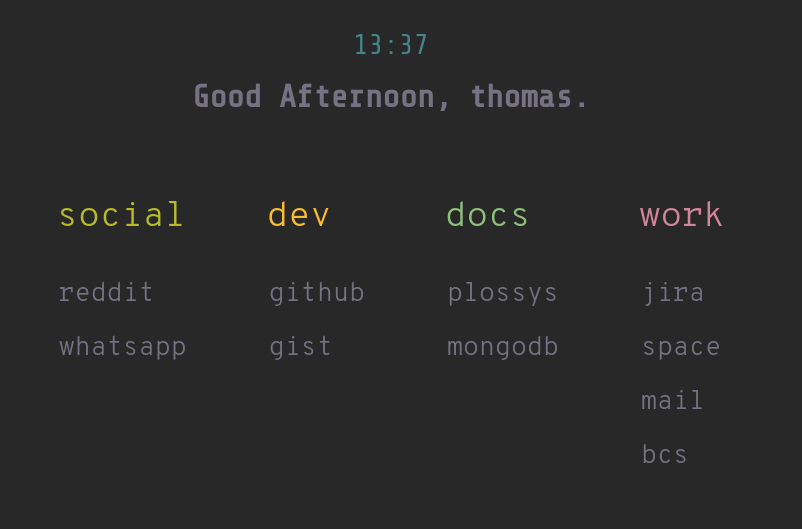 13:37
Good Afternoon, thomas.
social dev docs work
reddit github plossys jira
whatsapp gist mongodb space
mail
bcs